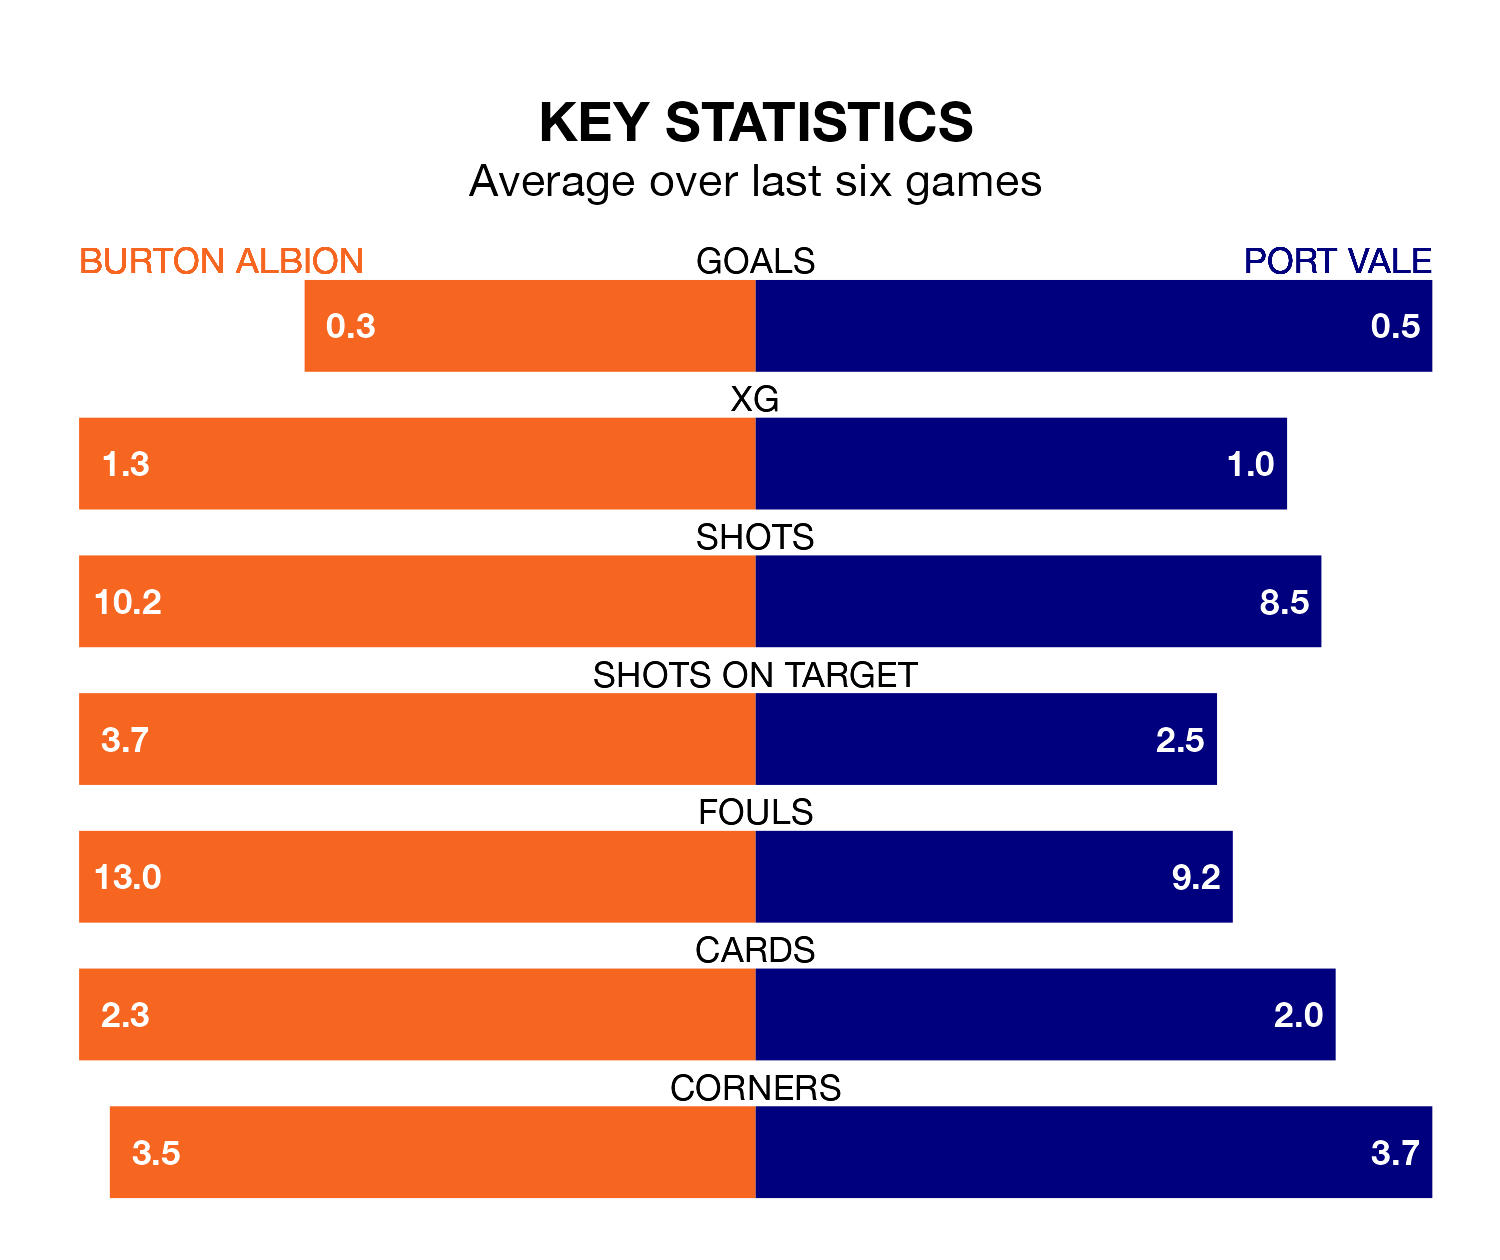 KEY STATISTICS
Average over last six games
BURTON ALBION GOALS PORT VALE
0.3 0.5
XG
1.3 1.0
SHOTS
10.2 8.5
SHOTS ON TARGET
3.7 2.5
FOULS
13.0 9.2
CARDS
2.3 2.0
CORNERS
3.5 3.7